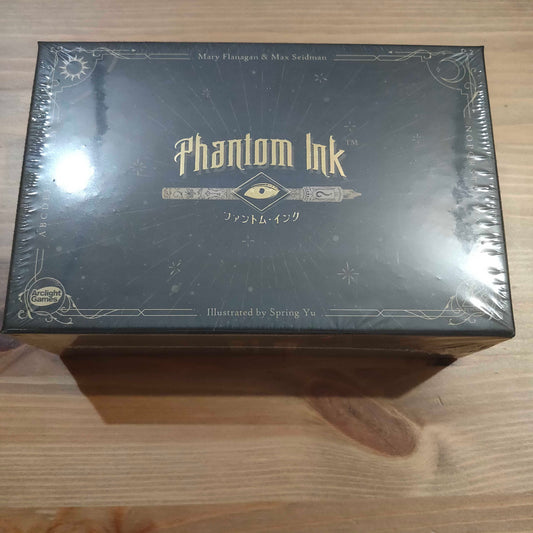 Mary Flanagan & Max Seidman
Phantom Ink™
ファントム・インク
Arclight
Games
Illustrated by Spring Yu